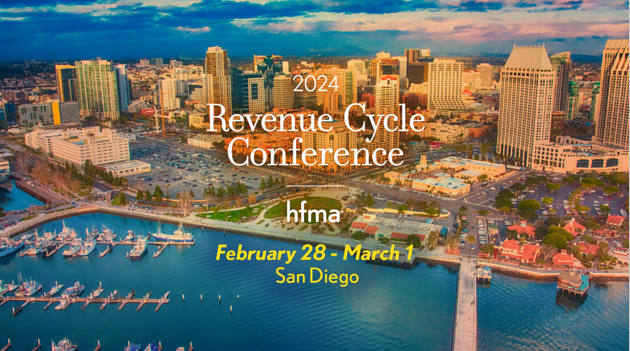 2024
Revenue Cycle
Conference
hfma
February 28 - March 1
San Diego